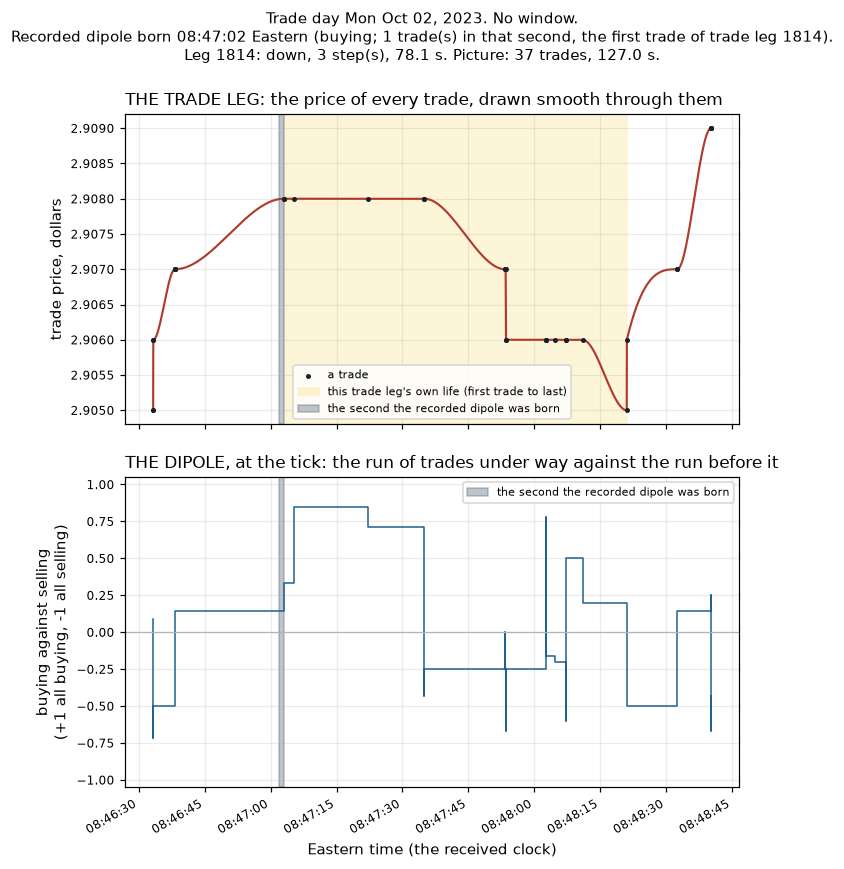 Trade day Mon Oct 02, 2023. No window.
Recorded dipole born 08:47:02 Eastern (buying; 1 trade(s) in that second, the first trade of trade leg 1814).
Leg 1814: down, 3 step(s), 78.1 s. Picture: 37 trades, 127.0 s.
THE TRADE LEG: the price of every trade, drawn smooth through them
trade price, dollars
2.9090
2.9085
2.9080
2.9075
2.9070
2.9065
2.9060
2.9055
2.9050
a trade
this trade leg's own life (first trade to last)
the second the recorded dipole was born
THE DIPOLE, at the tick: the run of trades under way against the run before it
buying against selling
(+1 all buying, -1 all selling)
1.00
0.75
0.50
0.25
0.00
−0.25
−0.50
−0.75
−1.00
the second the recorded dipole was born
08:46:30
08:46:45
08:47:00
08:47:15
08:47:30
08:47:45
08:48:00
08:48:15
08:48:30
08:48:45
Eastern time (the received clock)